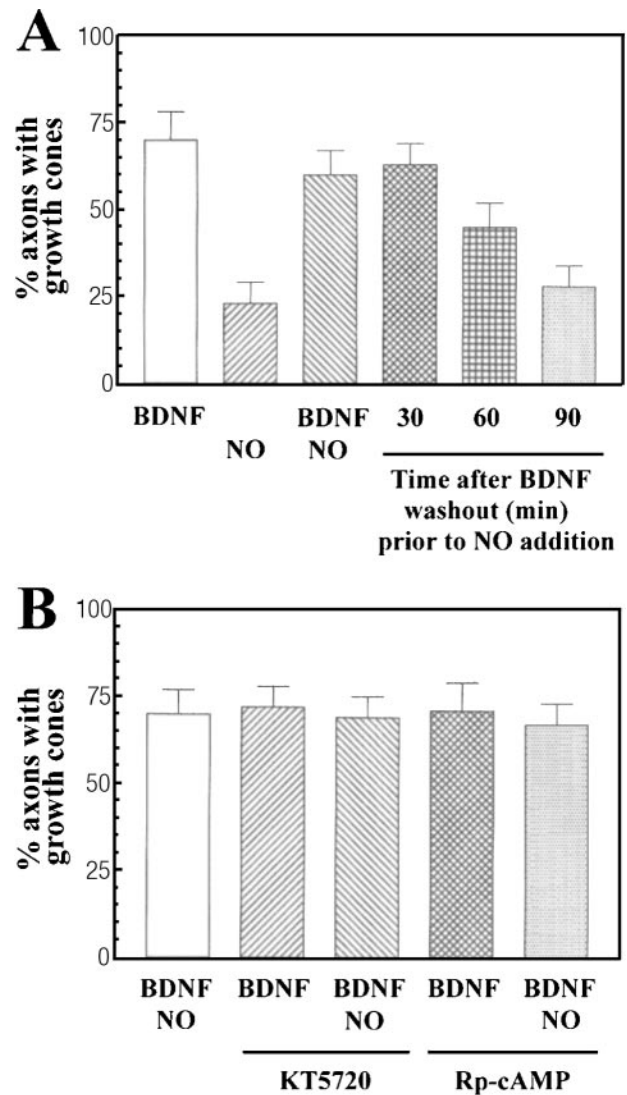 A
% axons with
growth cones
100
75
50
25
0
BDNF
NO
BDNF
NO
30
60
90
Time after BDNF
washout (min)
prior to NO addition
B
% axons with
growth cones
100
75
50
25
0
BDNF
NO
BDNF
BDNF
NO
BDNF
BDNF
NO
KT5720
Rp-cAMP